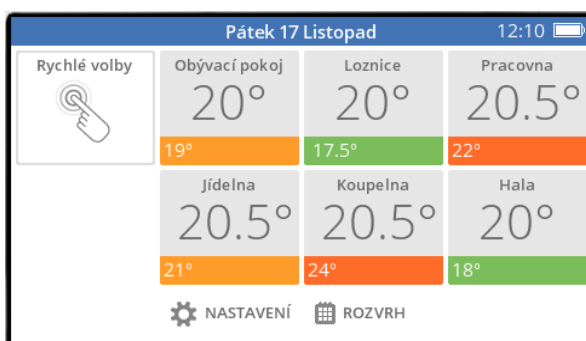 Pátek 17 Listopad 12:10
Rychlé volby
Obývací pokoj
20°
19°
Loznice
20°
17.5°
Pracovna
20.5°
22°
Jídelna
20.5°
21°
Koupelna
20.5°
24°
Hala
20°
18°
NASTAVENÍ ROZVRH